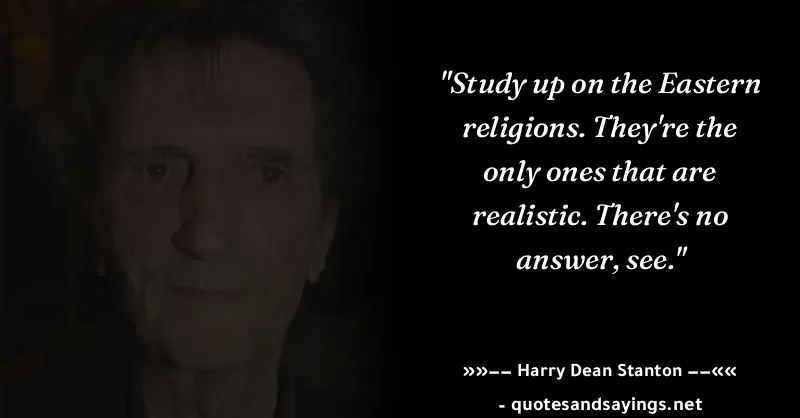 "Study up on the Eastern
religions. They're the
only ones that are
realistic. There's no
answer, see."
»»–– Harry Dean Stanton ––««
- quotesandsayings.net